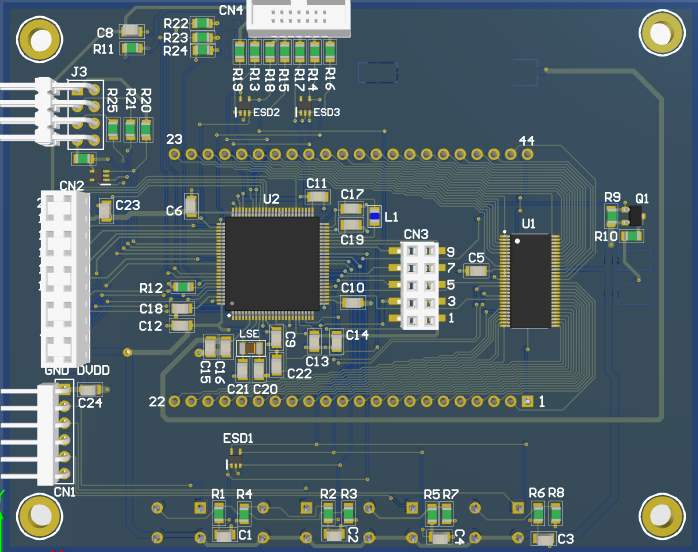 CN4
C8
R22
R11
R23
R24
J3
R19
R13
R18
R15
R17
R14
R16
R25
R21
R20
ESD2
ESD3
23
44
CN2
C23
C6
U2
C11
C17
L1
C19
CN3
U1
R9
Q1
R10
9
7
5
3
1
C5
R12
C10
C18
C12
LSE
C9
C14
C13
C15
C16
C22
C21
C20
GND DVDD
C24
22
1
CN1
ESD1
R1
R4
R2
R3
R5
R7
R6
R8
C1
C2
C4
C3